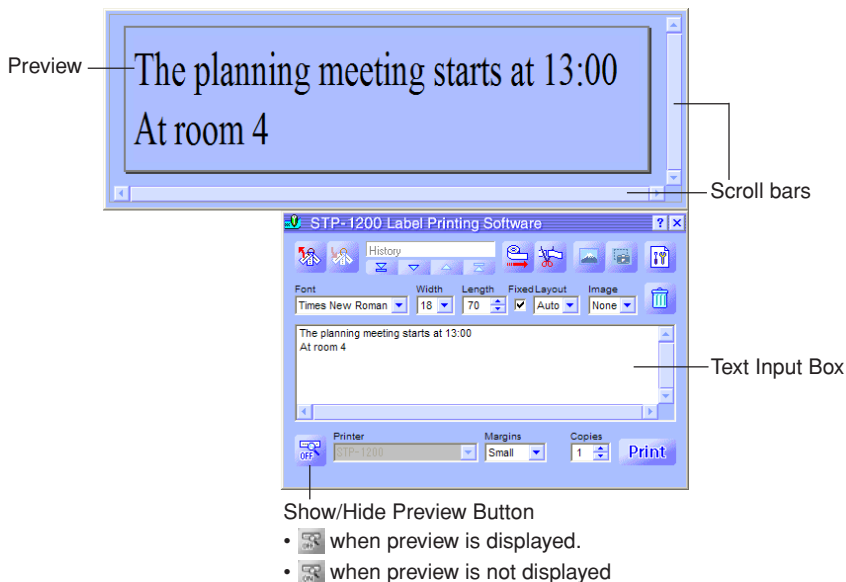 Preview
The planning meeting starts at 13:00
At room 4
Scroll bars
STP-1200 Label Printing Software
History
Font Width Length Fixed Layout Image
Times New Roman 18 70 Auto None
The planning meeting starts at 13:00
At room 4
Text Input Box
Printer Margins Copies
OFF STP-1200 Small 1 Print
Show/Hide Preview Button
• OFF when preview is displayed.
• ON when preview is not displayed